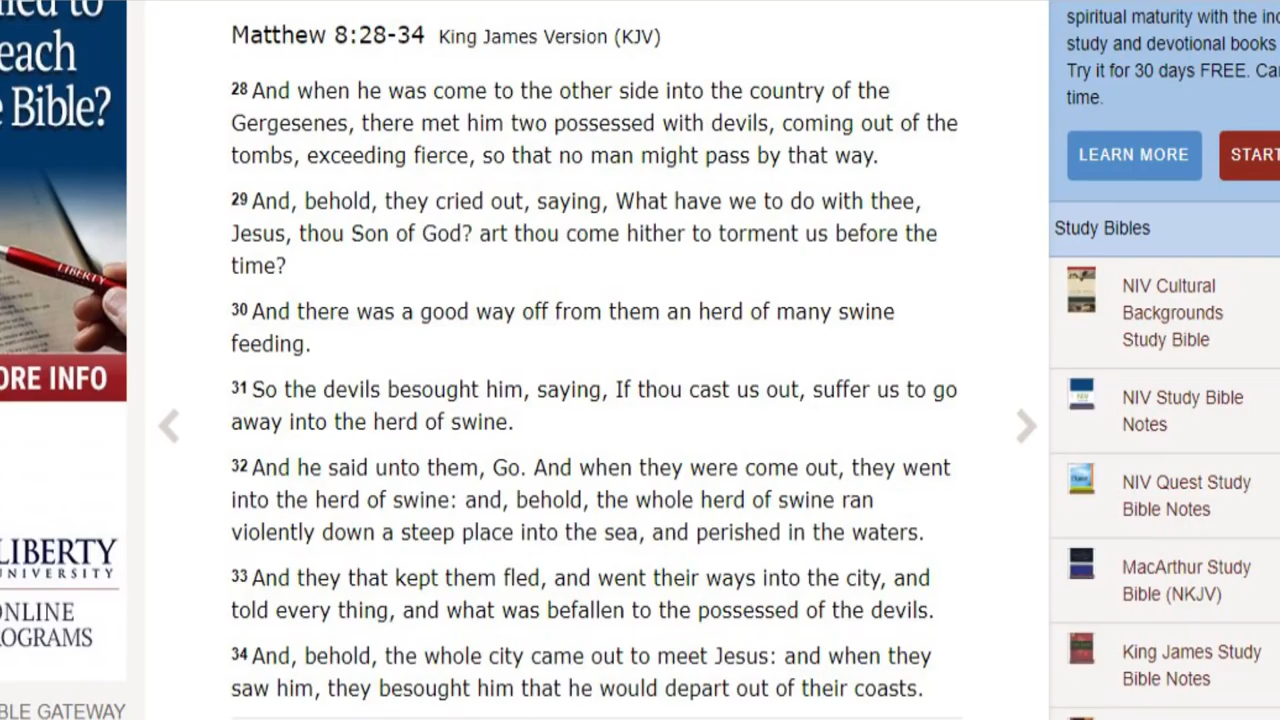 each
Bible?
LIBERTY
ORE INFO
LIBERTY
UNIVERSITY
ONLINE
OGRAMS
BLE GATEWAY
Matthew 8:28-34 King James Version (KJV)
28 And when he was come to the other side into the country of the
Gergesenes, there met him two possessed with devils, coming out of the
tombs, exceeding fierce, so that no man might pass by that way.
29 And, behold, they cried out, saying, What have we to do with thee,
Jesus, thou Son of God? art thou come hither to torment us before the
time?
30 And there was a good way off from them an herd of many swine
feeding.
31 So the devils besought him, saying, If thou cast us out, suffer us to go
away into the herd of swine.
32 And he said unto them, Go. And when they were come out, they went
into the herd of swine: and, behold, the whole herd of swine ran
violently down a steep place into the sea, and perished in the waters.
33 And they that kept them fled, and went their ways into the city, and
told every thing, and what was befallen to the possessed of the devils.
34 And, behold, the whole city came out to meet Jesus: and when they
saw him, they besought him that he would depart out of their coasts.
spiritual maturity with the inc
study and devotional books
Try it for 30 days FREE. Ca
time.
LEARN MORE
START
Study Bibles
NIV Cultural
Backgrounds
Study Bible
NIV Study Bible
Notes
NIV Quest Study
Bible Notes
MacArthur Study
Bible (NKJV)
King James Study
Bible Notes